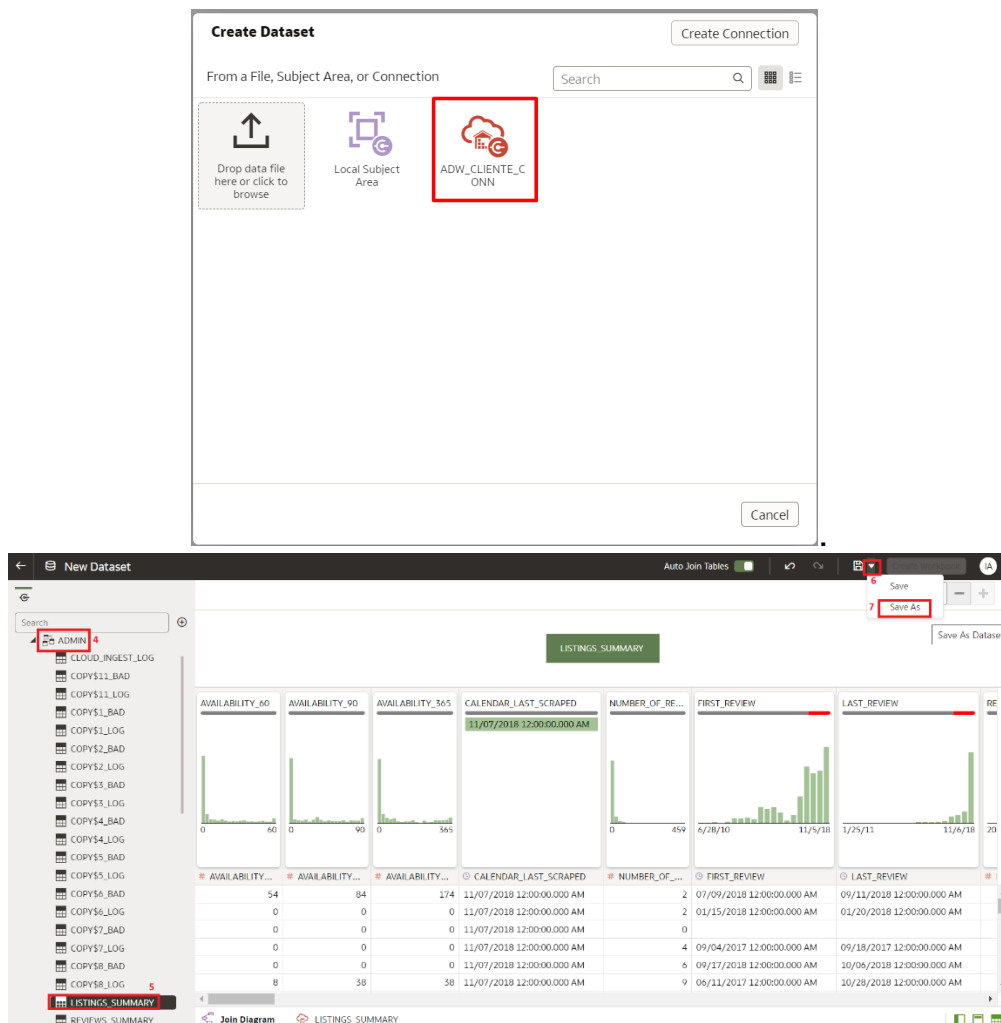 Create Dataset
Create Connection
From a File, Subject Area, or Connection
Search
Drop data file
here or click to
browse
Local Subject
Area
ADW_CLIENTE_C
ONN
Cancel
.
New Dataset
Auto Join Tables
IA
6
Save
7 Save As
Save As Datase
Search
ADMIN 4
CLOUD_INGEST_LOG
COPY$11_BAD
COPY$11_LOG
COPY$1_BAD
COPY$1_LOG
COPY$2_BAD
COPY$2_LOG
COPY$3_BAD
COPY$3_LOG
COPY$4_BAD
COPY$4_LOG
COPY$5_BAD
COPY$5_LOG
COPY$6_BAD
COPY$6_LOG
COPY$7_BAD
COPY$7_LOG
COPY$8_BAD
COPY$8_LOG 5
LISTINGS_SUMMARY
REVIEWS_SUMMARY
LISTINGS_SUMMARY
AVAILABILITY_60 AVAILABILITY_90 AVAILABILITY_365 CALENDAR_LAST_SCRAPED NUMBER_OF_RE... FIRST_REVIEW LAST_REVIEW RE
11/07/2018 12:00:00.000 AM
0 60 0 90 0 365 0 459 6/28/10 11/5/18 1/25/11 11/6/18 20
# AVAILABILITY... # AVAILABILITY... # AVAILABILITY... CALENDAR_LAST_SCRAPED # NUMBER_OF_... FIRST_REVIEW LAST_REVIEW #
54 84 174 11/07/2018 12:00:00.000 AM 2 07/09/2018 12:00:00.000 AM 09/11/2018 12:00:00.000 AM
0 0 0 11/07/2018 12:00:00.000 AM 2 01/15/2018 12:00:00.000 AM 01/20/2018 12:00:00.000 AM
0 0 0 11/07/2018 12:00:00.000 AM 0
0 0 0 11/07/2018 12:00:00.000 AM 4 09/04/2017 12:00:00.000 AM 09/18/2017 12:00:00.000 AM
0 0 0 11/07/2018 12:00:00.000 AM 6 09/17/2018 12:00:00.000 AM 10/06/2018 12:00:00.000 AM
8 38 38 11/07/2018 12:00:00.000 AM 9 06/11/2017 12:00:00.000 AM 10/28/2018 12:00:00.000 AM
Join Diagram LISTINGS_SUMMARY